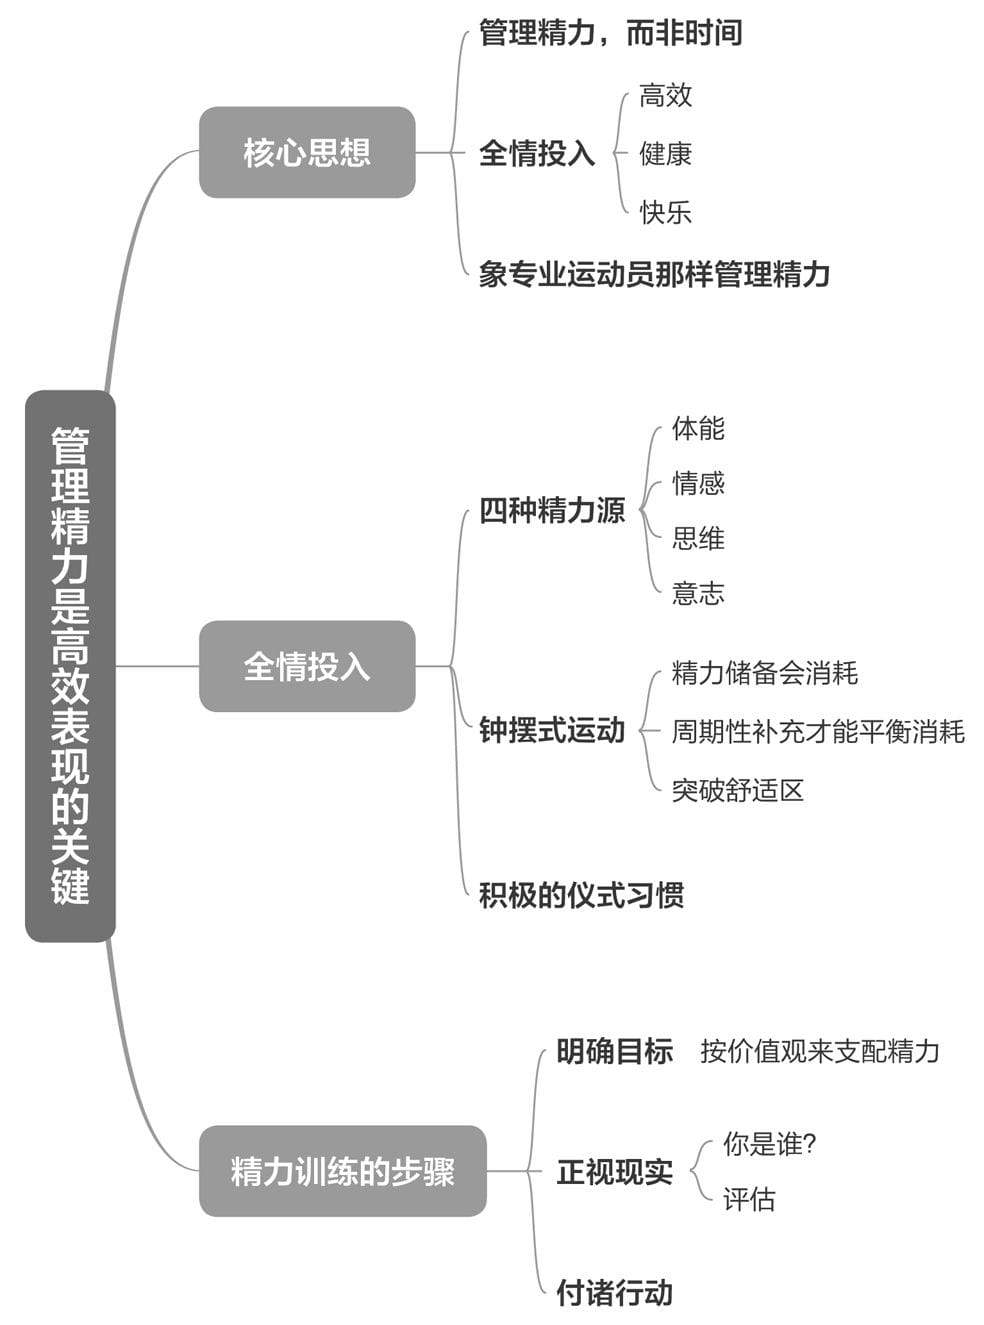 管理精力是高效表现的关键
核心思想
管理精力，而非时间
全情投入
高效
健康
快乐
象专业运动员那样管理精力
全情投入
四种精力源
体能
情感
思维
意志
钟摆式运动
精力储备会消耗
周期性补充才能平衡消耗
突破舒适区
积极的仪式习惯
精力训练的步骤
明确目标 按价值观来支配精力
正视现实
你是谁?
评估
付诸行动